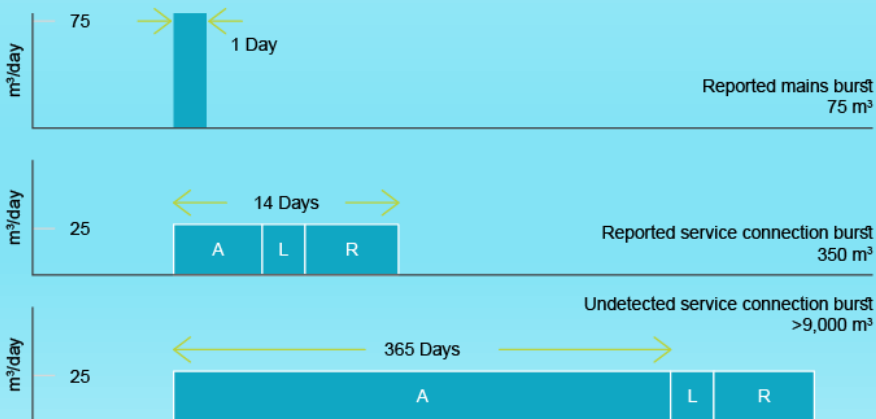 m³/day
75
1 Day
Reported mains burst
75 m³
m³/day
25
14 Days
A
L
R
Reported service connection burst
350 m³
Undetected service connection burst
>9,000 m³
m³/day
25
365 Days
A
L
R